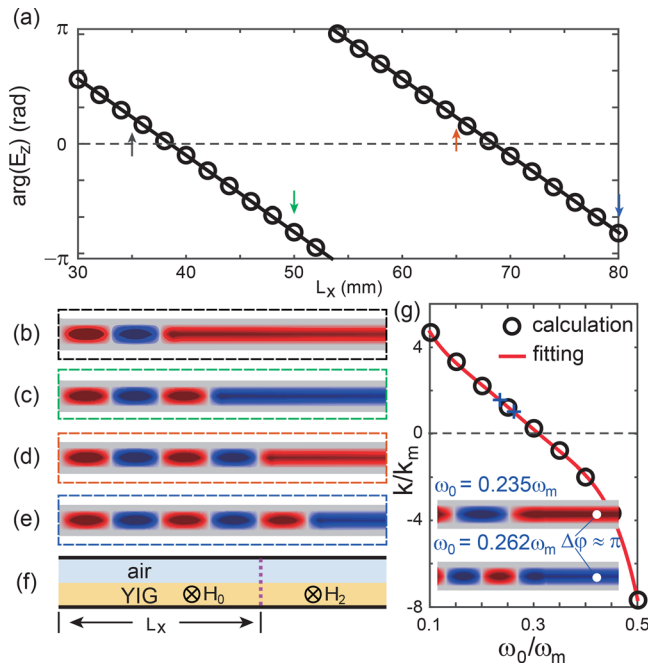 (a)
π
0
−π
arg(E_z) (rad)
30
40
50
60
70
80
L_x (mm)
(b)
(c)
(d)
(e)
(f)
air
YIG ⊗H_0
⊗H_2
L_x
(g)
calculation
fitting
4
0
-4
-8
k/k_m
ω_0 = 0.235ω_m
ω_0 = 0.262ω_m
Δφ ≈ π
0.1
0.2
0.3
0.4
0.5
ω_0/ω_m